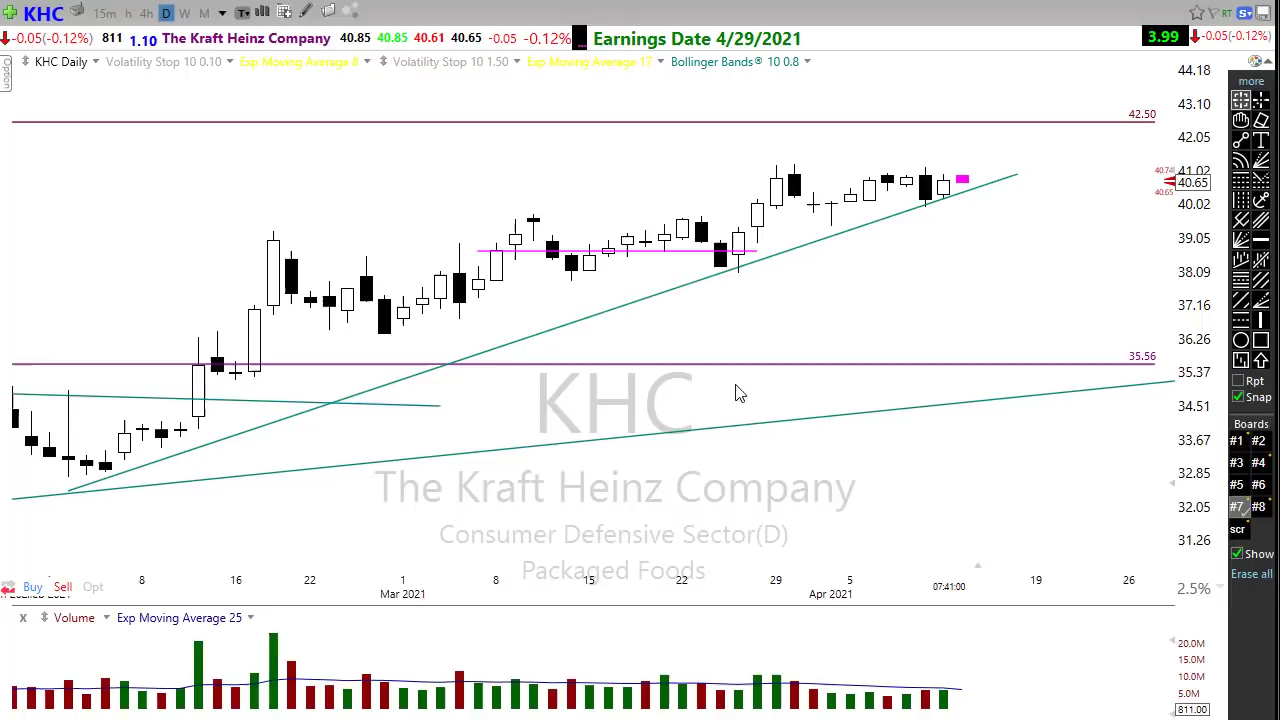 KHC 15m h 4h D W M T RT S
-0.05(-0.12%) 811 1.10 The Kraft Heinz Company 40.85 40.85 40.61 40.65 -0.05 -0.12% Earnings Date 4/29/2021 3.99 -0.05(-0.12%)
Option
KHC Daily Volatility Stop 10 0.10 Exp Moving Average 8 Volatility Stop 10 1.50 Exp Moving Average 17 Bollinger Bands® 10 0.8
44.18
43.10
42.50
42.05
41.02
40.74
40.65
40.65
40.02
39.05
38.09
37.16
36.26
35.56
35.37
34.51
33.67
32.85
32.05
31.26
KHC
The Kraft Heinz Company
Consumer Defensive Sector(D)
Packaged Foods
8 16 22 1 8 15 22 29 5 07:41:00 19 26
Mar 2021 Apr 2021
Buy Sell Opt 2.5%
X Volume Exp Moving Average 25
20.0M
15.0M
10.0M
5.0M
811.00
more
T
Rpt
Snap
Boards
#1 #2
#3 #4
#5 #6
#7 #8
scr
Show
Erase all